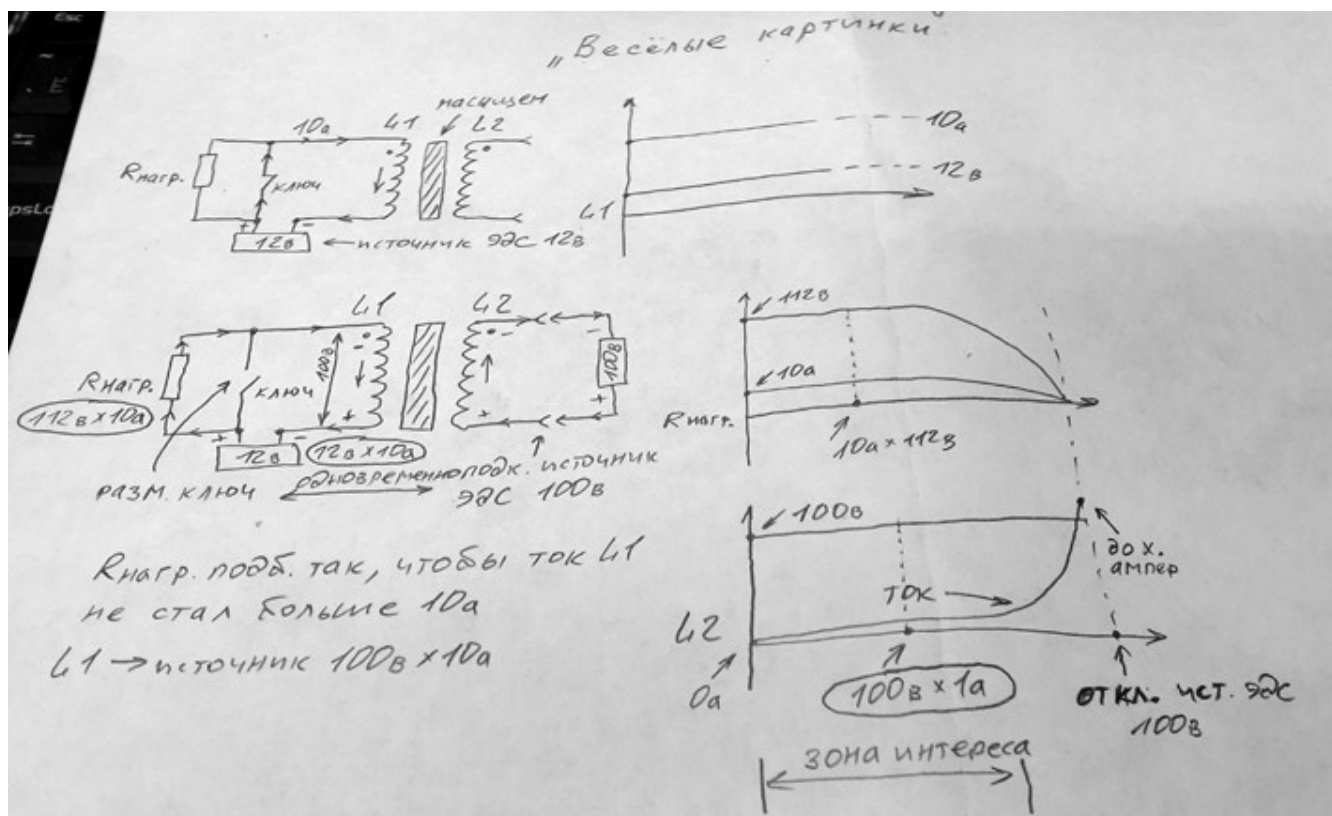 „Весёлые картинки"
насыщен
10а
L1
L2
Rнагр.
ключ
+
-
12в
источник ЭДС 12в
10а
12в
L1
L1
L2
Rнагр.
112в х 10а
ключ
100в
-
+
-
+
-
+
100в
+
-
12в
12в х 10а
разм. ключ
одновременно подк. источник
ЭДС 100в
112в
10а
Rнагр.
10а х 112в
Rнагр. подб. так, чтобы ток L1
не стал больше 10а
L1 → источник 100в х 10а
100в
до х.
ампер
ток
L2
0а
100в х 1а
откл. ист. ЭДС
100в
зона интереса
Esc